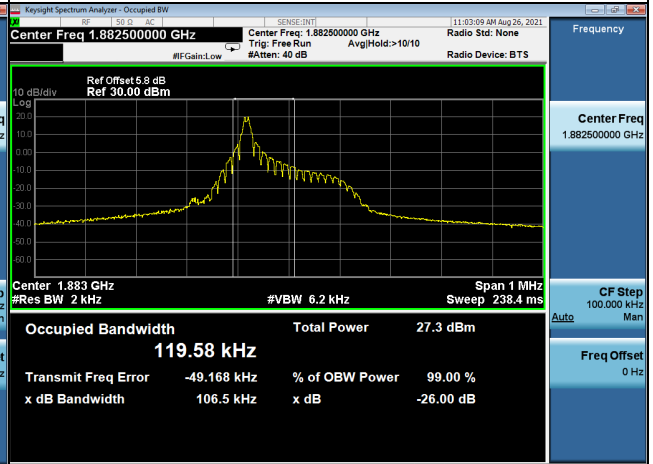 Keysight Spectrum Analyzer - Occupied BW
RF 50 Ω AC SENSE:INT 11:03:09 AM Aug 26, 2021
Center Freq 1.882500000 GHz
Center Freq: 1.882500000 GHz
Radio Std: None
Trig: Free Run Avg|Hold:>10/10
#IFGain:Low #Atten: 40 dB Radio Device: BTS
Ref Offset 5.8 dB
10 dB/div Ref 30.00 dBm
Log
20.0
10.0
0.00
-10.0
-20.0
-30.0
-40.0
-50.0
-60.0
Center 1.883 GHz Span 1 MHz
#Res BW 2 kHz #VBW 6.2 kHz Sweep 238.4 ms
Occupied Bandwidth Total Power 27.3 dBm
119.58 kHz
Transmit Freq Error -49.168 kHz % of OBW Power 99.00 %
x dB Bandwidth 106.5 kHz x dB -26.00 dB
Frequency
Center Freq
1.882500000 GHz
CF Step
100.000 kHz
Auto Man
Freq Offset
0 Hz